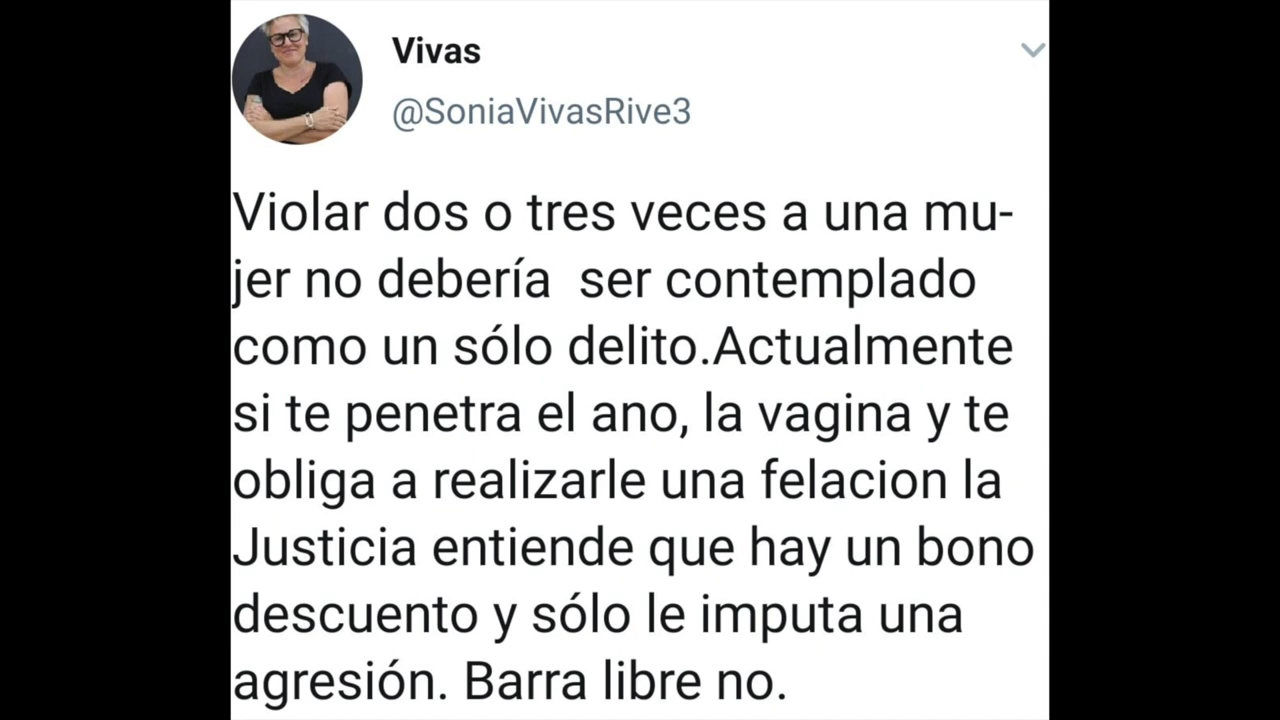 Vivas
@SoniaVivasRive3
Violar dos o tres veces a una mu-
jer no debería  ser contemplado
como un sólo delito.Actualmente
si te penetra el ano, la vagina y te
obliga a realizarle una felacion la
Justicia entiende que hay un bono
descuento y sólo le imputa una
agresión. Barra libre no.